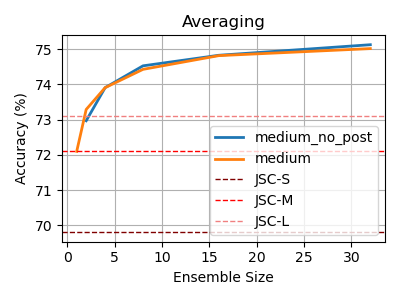 Averaging
Accuracy (%)
75
74
73
72
71
70
medium_no_post
medium
JSC-S
JSC-M
JSC-L
0 5 10 15 20 25 30
Ensemble Size